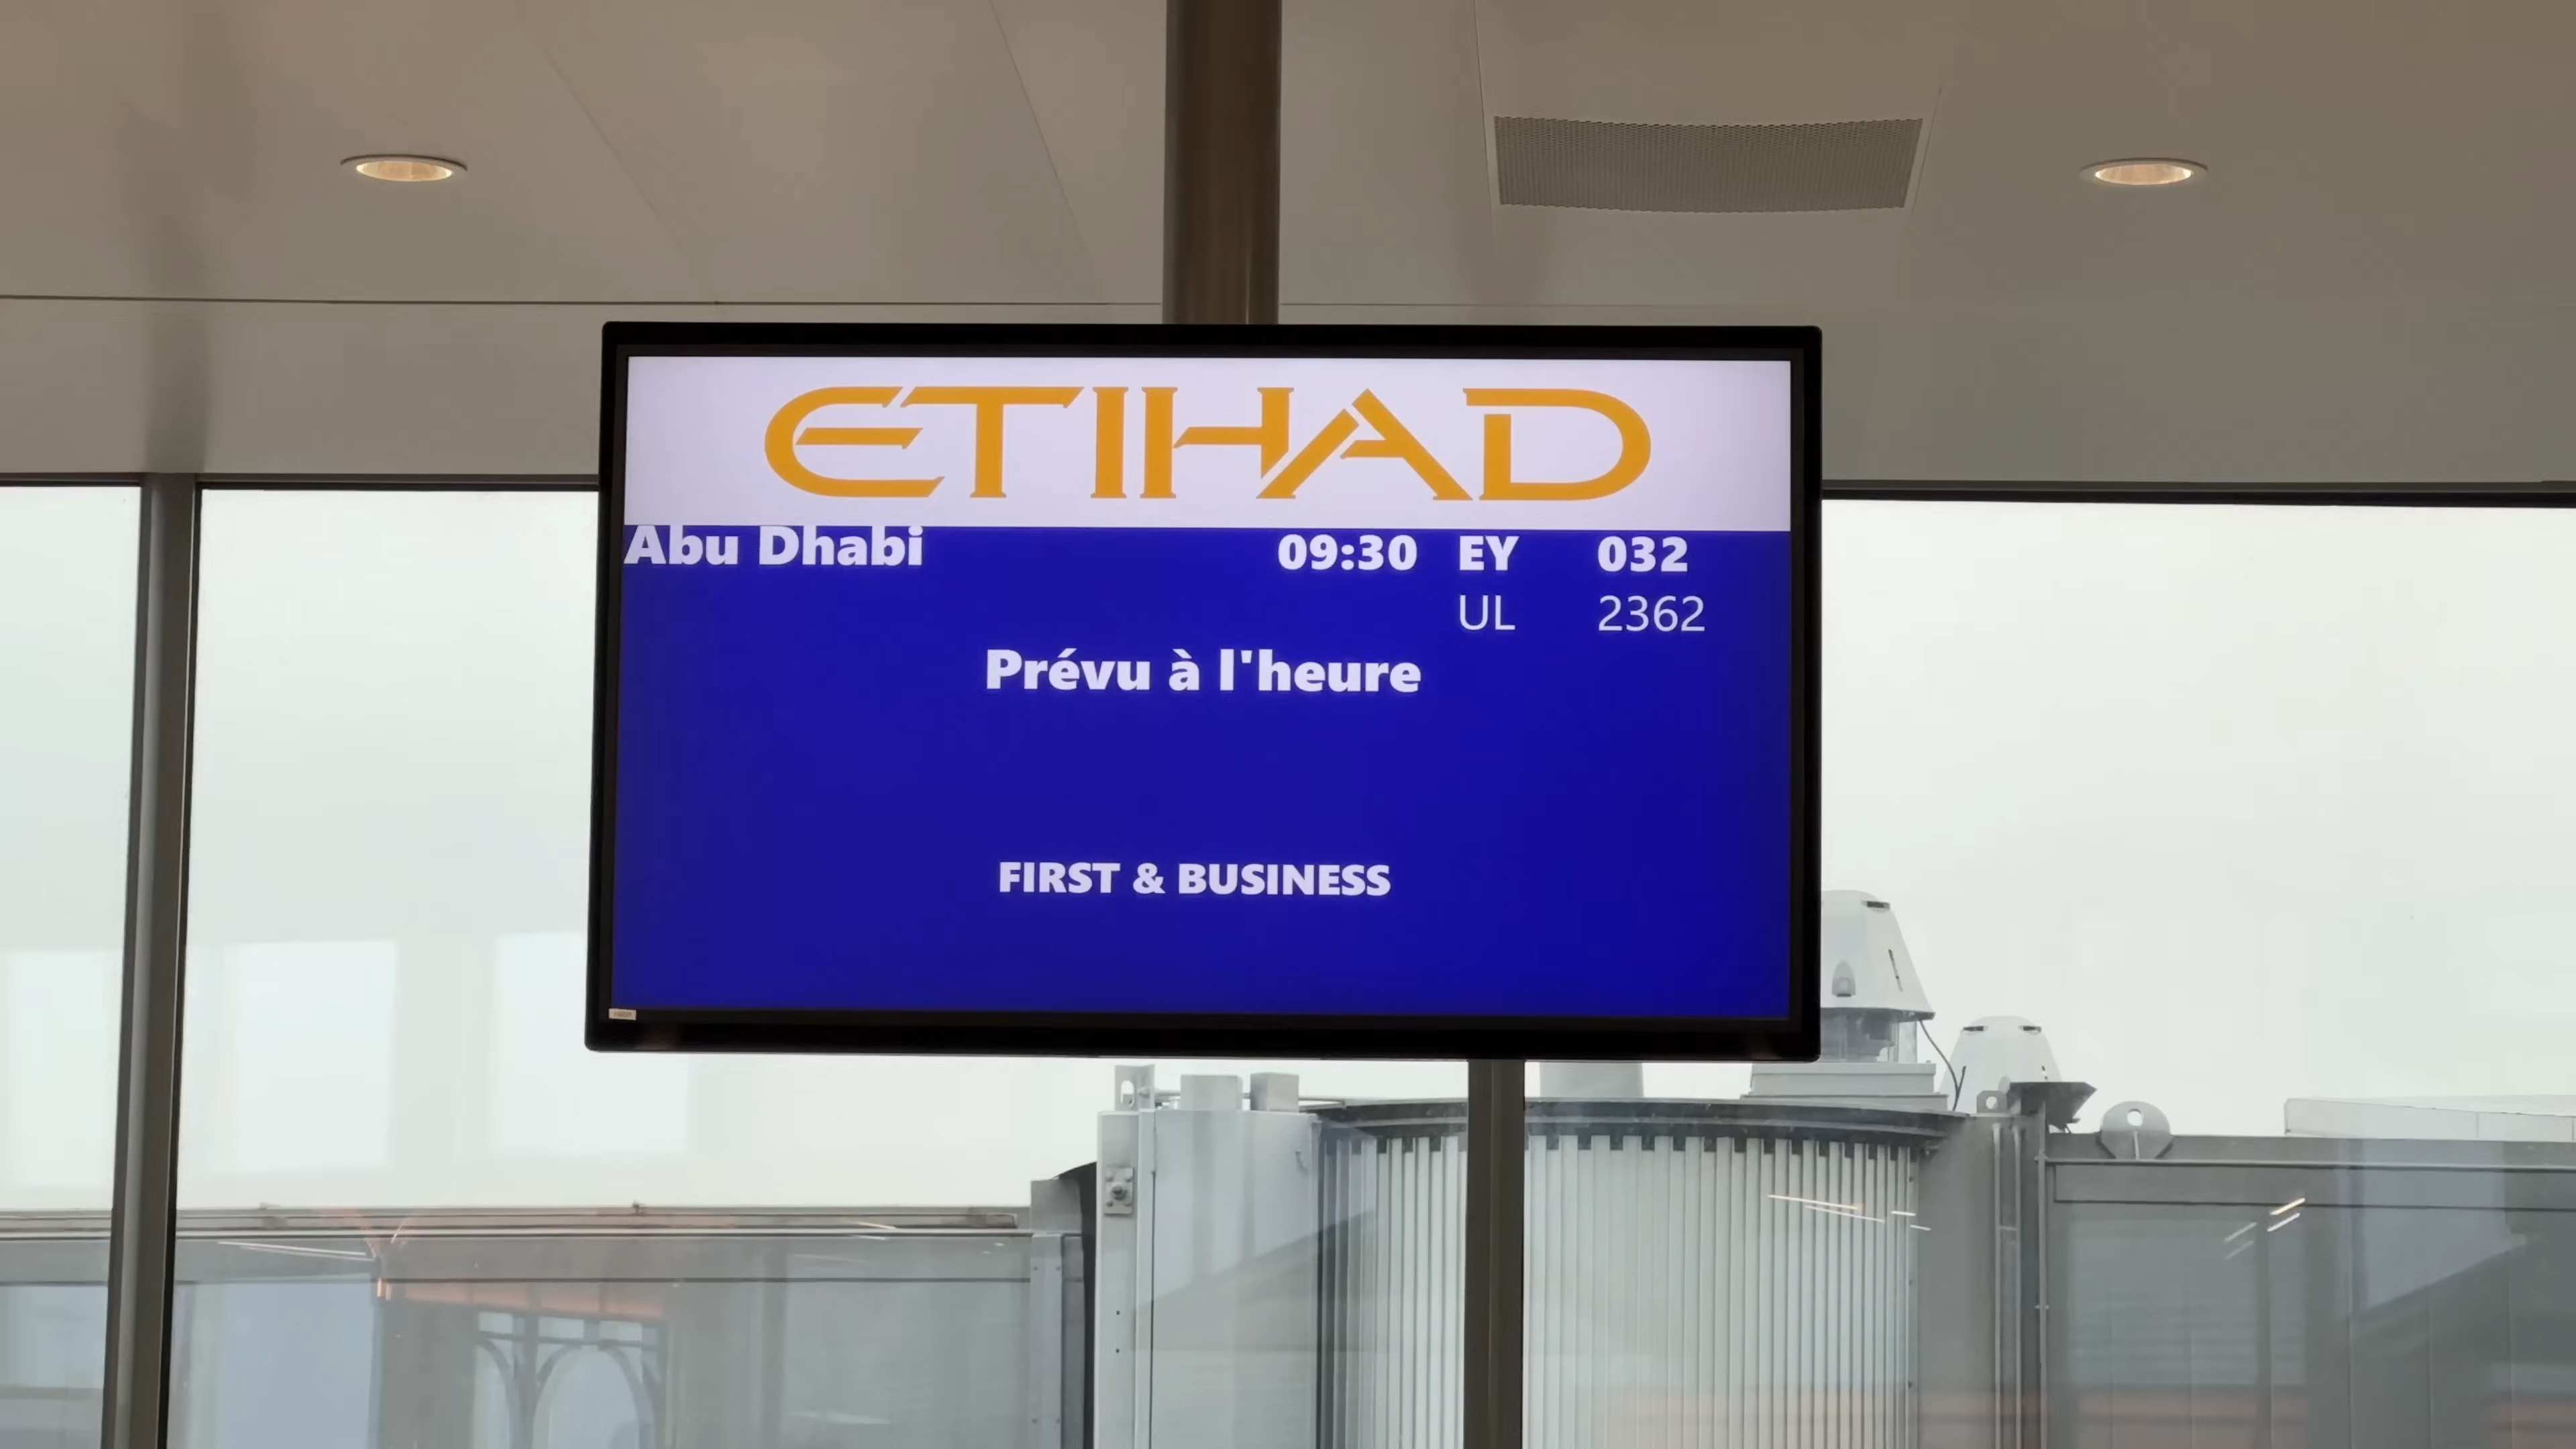 ETIHAD
Abu Dhabi 09:30 EY 032
UL 2362
Prévu à l'heure
FIRST & BUSINESS